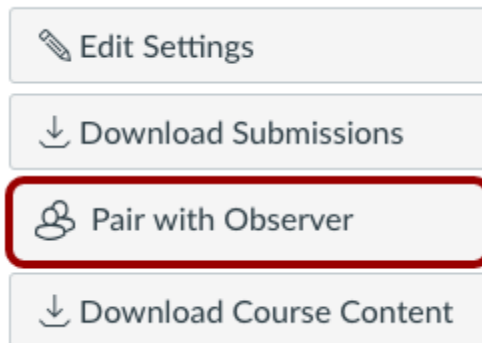 Edit Settings
Download Submissions
Pair with Observer
Download Course Content